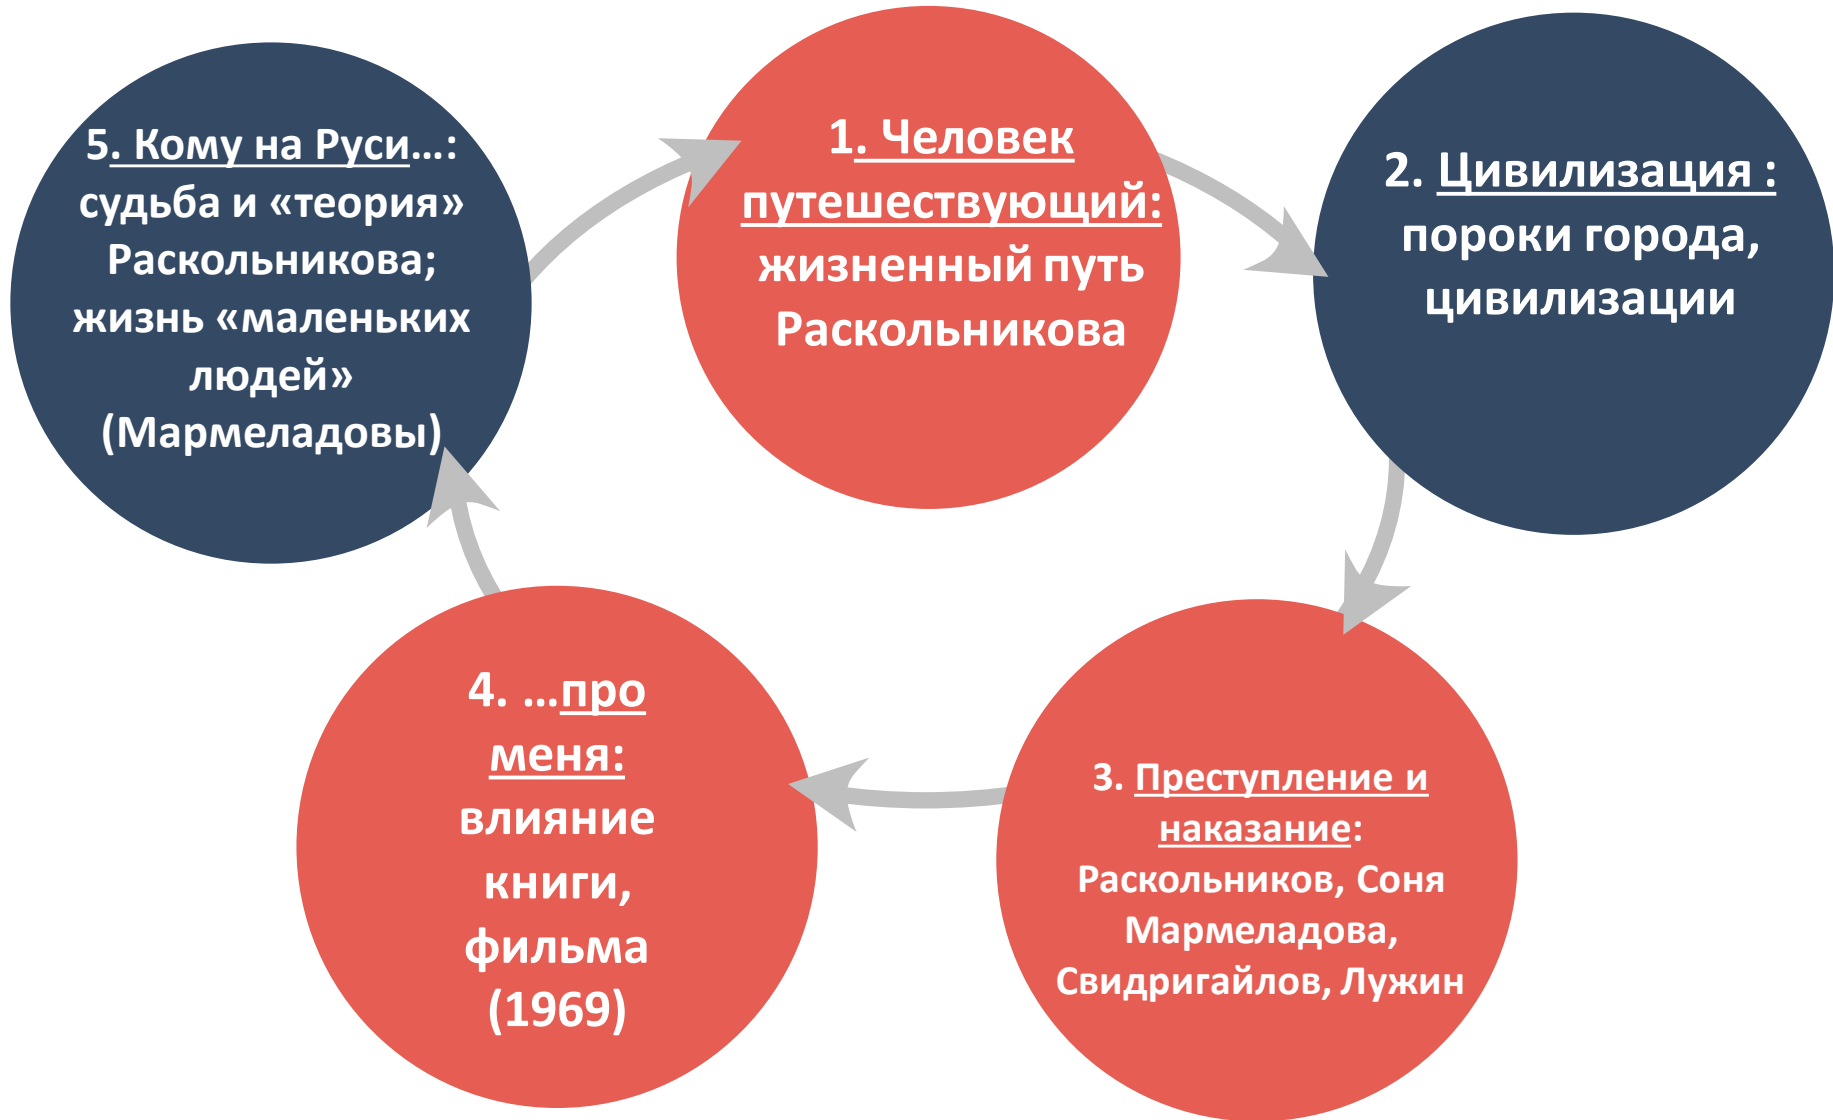 1. Человек
путешествующий:
жизненный путь
Раскольникова
2. Цивилизация :
пороки города,
цивилизации
3. Преступление и
наказание:
Раскольников, Соня
Мармеладова,
Свидригайлов, Лужин
4. …про
меня:
влияние
книги,
фильма
(1969)
5. Кому на Руси…:
судьба и «теория»
Раскольникова;
жизнь «маленьких
людей»
(Мармеладовы)